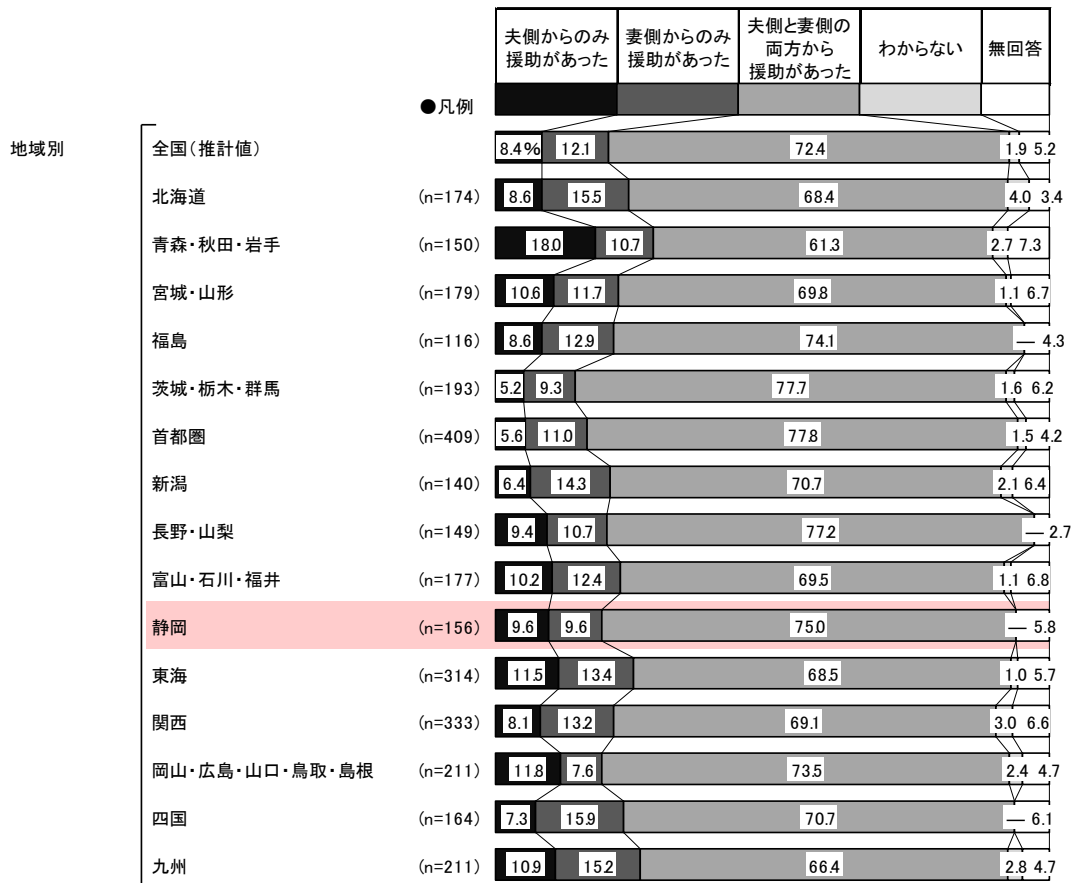 夫側からのみ
援助があった
妻側からのみ
援助があった
夫側と妻側の
両方から
援助があった
わからない
無回答
●凡例
地域別
全国(推計値) 8.4% 12.1 72.4 1.9 5.2
北海道 (n=174) 8.6 15.5 68.4 4.0 3.4
青森・秋田・岩手 (n=150) 18.0 10.7 61.3 2.7 7.3
宮城・山形 (n=179) 10.6 11.7 69.8 1.1 6.7
福島 (n=116) 8.6 12.9 74.1 — 4.3
茨城・栃木・群馬 (n=193) 5.2 9.3 77.7 1.6 6.2
首都圏 (n=409) 5.6 11.0 77.8 1.5 4.2
新潟 (n=140) 6.4 14.3 70.7 2.1 6.4
長野・山梨 (n=149) 9.4 10.7 77.2 — 2.7
富山・石川・福井 (n=177) 10.2 12.4 69.5 1.1 6.8
静岡 (n=156) 9.6 9.6 75.0 — 5.8
東海 (n=314) 11.5 13.4 68.5 1.0 5.7
関西 (n=333) 8.1 13.2 69.1 3.0 6.6
岡山・広島・山口・鳥取・島根 (n=211) 11.8 7.6 73.5 2.4 4.7
四国 (n=164) 7.3 15.9 70.7 — 6.1
九州 (n=211) 10.9 15.2 66.4 2.8 4.7